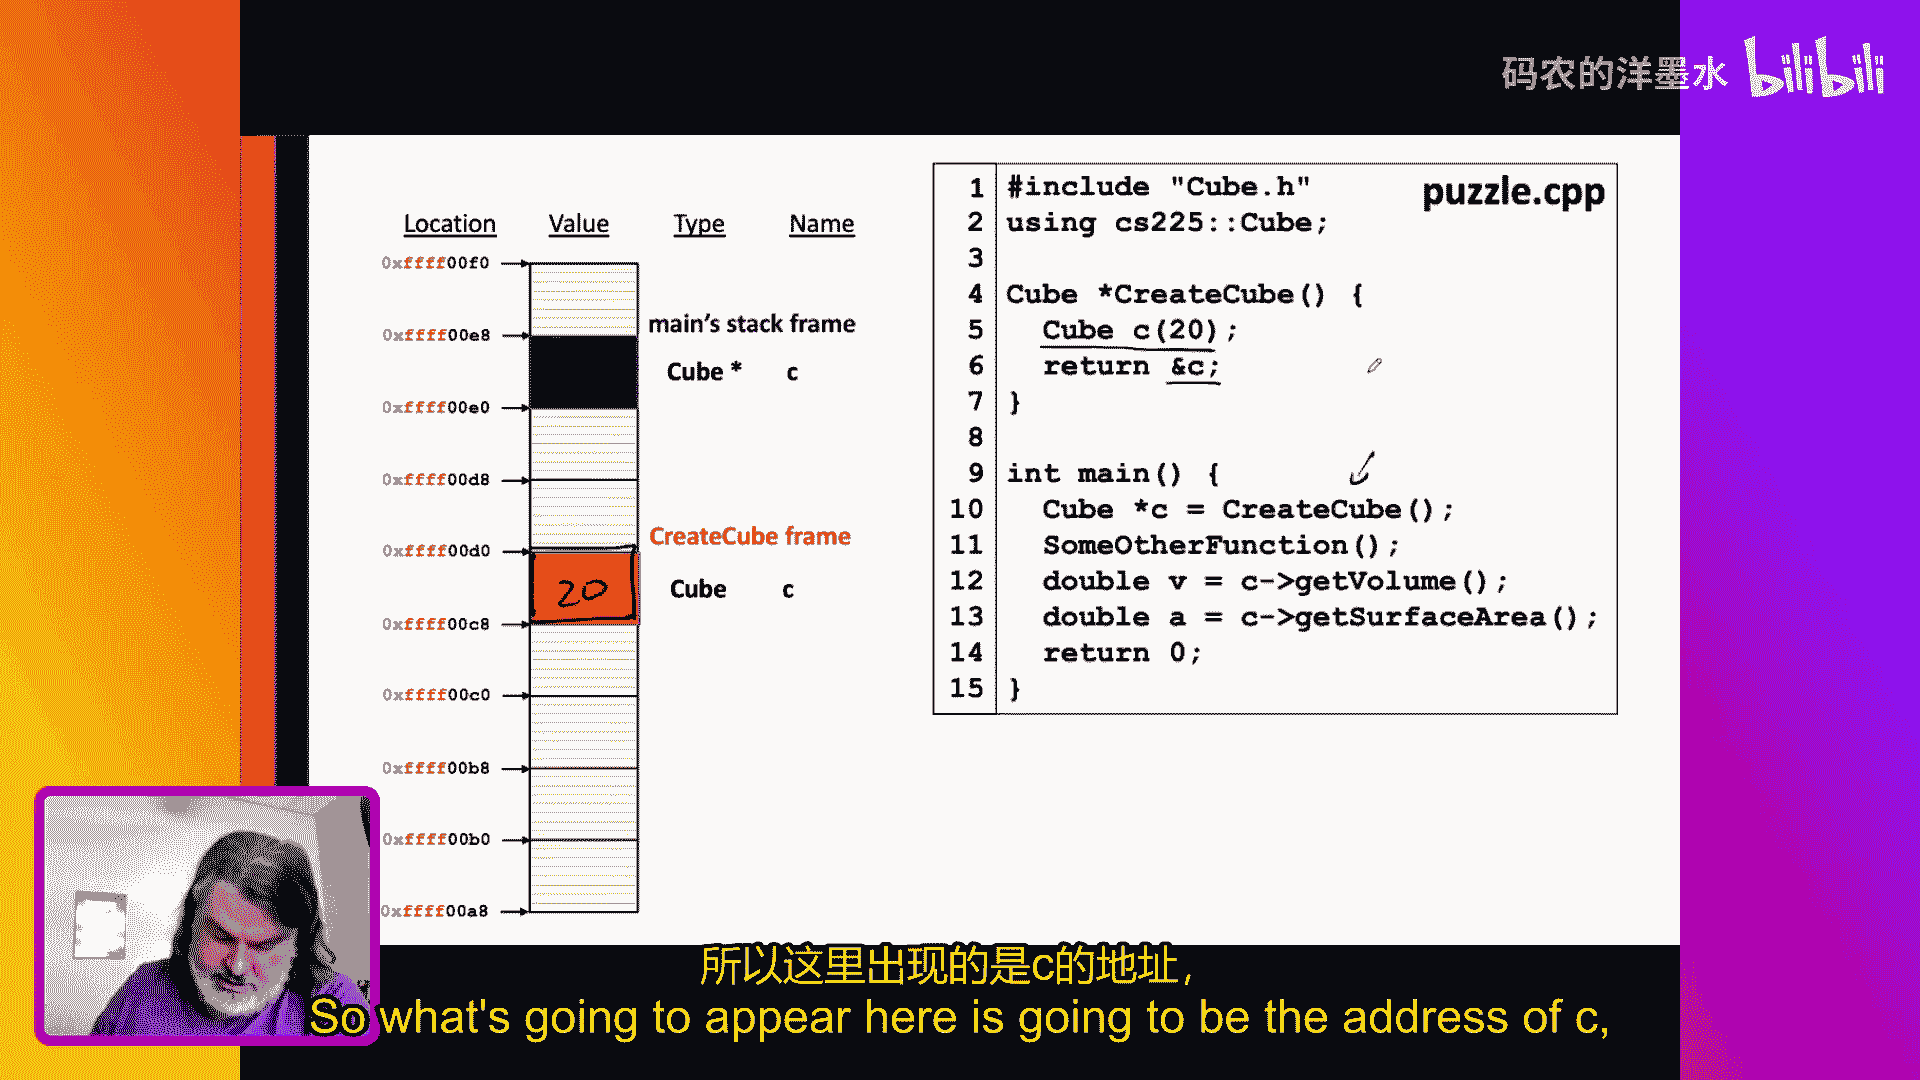 码农的洋墨水 bilibili
Location Value Type Name
0xffff00f0
main's stack frame
0xffff00e8
Cube * c
0xffff00e0
0xffff00d8
CreateCube frame
0xffff00d0
20 Cube c
0xffff00c8
0xffff00c0
0xffff00b8
0xffff00b0
0xffff00a8
puzzle.cpp
1 #include "Cube.h"
2 using cs225::Cube;
3
4 Cube *CreateCube() {
5 Cube c(20);
6 return &c;
7 }
8
9 int main() {
10 Cube *c = CreateCube();
11 SomeOtherFunction();
12 double v = c->getVolume();
13 double a = c->getSurfaceArea();
14 return 0;
15 }
所以这里出现的是c的地址，
So what's going to appear here is going to be the address of c,